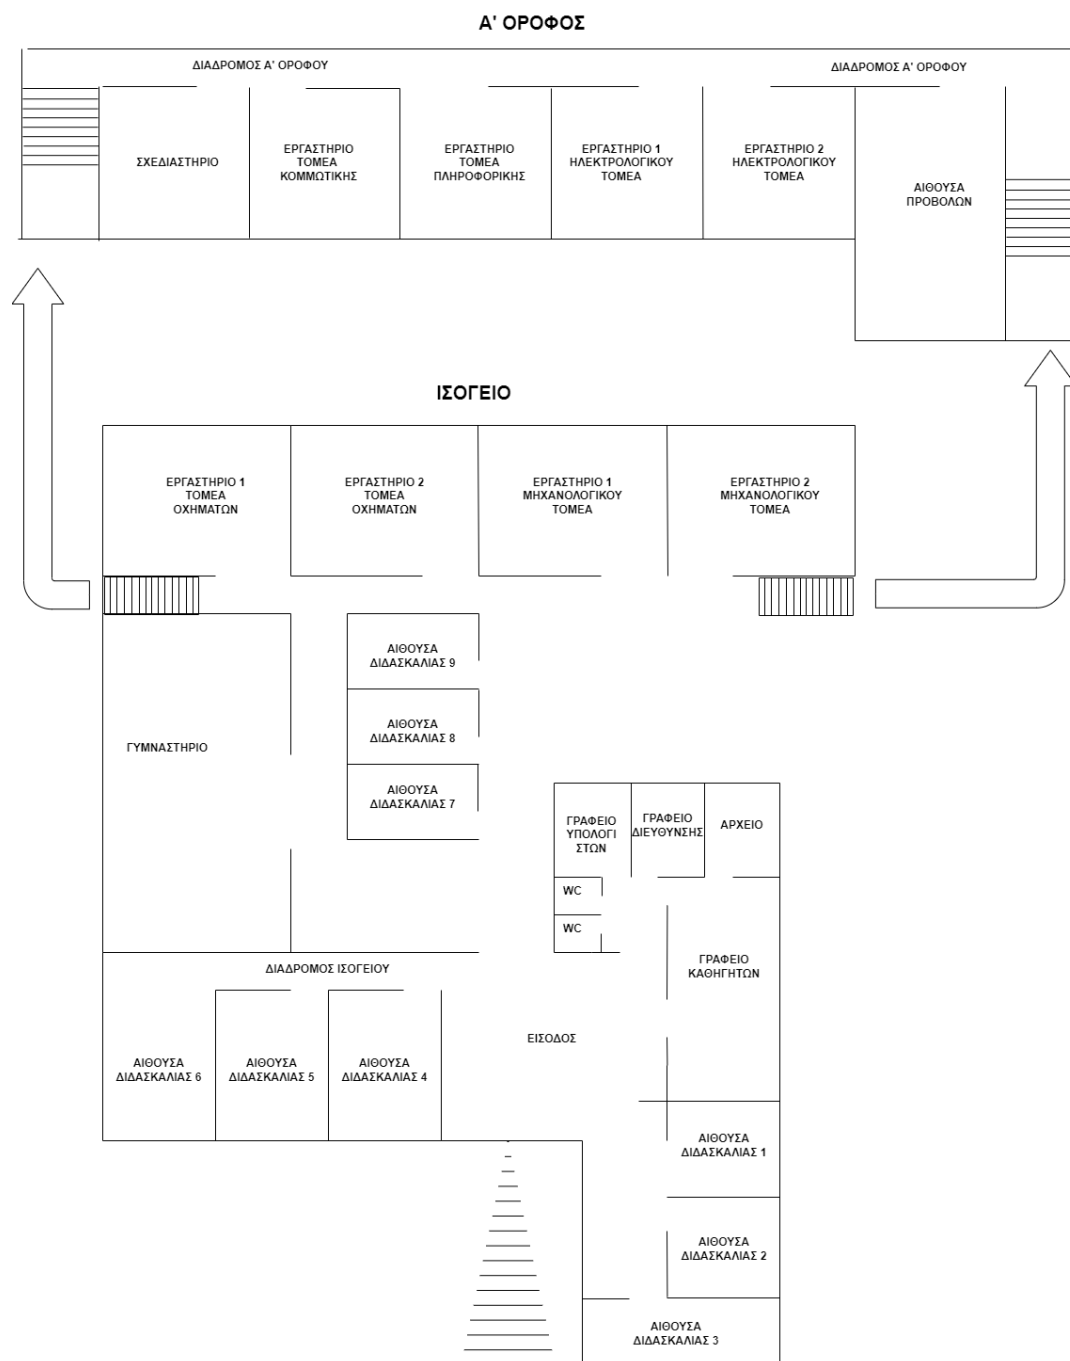 Α' ΟΡΟΦΟΣ
ΔΙΑΔΡΟΜΟΣ Α' ΟΡΟΦΟΥ
ΔΙΑΔΡΟΜΟΣ Α' ΟΡΟΦΟΥ
ΣΧΕΔΙΑΣΤΗΡΙΟ
ΕΡΓΑΣΤΗΡΙΟ
ΤΟΜΕΑ
ΚΟΜΜΩΤΙΚΗΣ
ΕΡΓΑΣΤΗΡΙΟ
ΤΟΜΕΑ
ΠΛΗΡΟΦΟΡΙΚΗΣ
ΕΡΓΑΣΤΗΡΙΟ 1
ΗΛΕΚΤΡΟΛΟΓΙΚΟΥ
ΤΟΜΕΑ
ΕΡΓΑΣΤΗΡΙΟ 2
ΗΛΕΚΤΡΟΛΟΓΙΚΟΥ
ΤΟΜΕΑ
ΑΙΘΟΥΣΑ
ΠΡΟΒΟΛΩΝ
ΙΣΟΓΕΙΟ
ΕΡΓΑΣΤΗΡΙΟ 1
ΤΟΜΕΑ
ΟΧΗΜΑΤΩΝ
ΕΡΓΑΣΤΗΡΙΟ 2
ΤΟΜΕΑ
ΟΧΗΜΑΤΩΝ
ΕΡΓΑΣΤΗΡΙΟ 1
ΜΗΧΑΝΟΛΟΓΙΚΟΥ
ΤΟΜΕΑ
ΕΡΓΑΣΤΗΡΙΟ 2
ΜΗΧΑΝΟΛΟΓΙΚΟΥ
ΤΟΜΕΑ
ΑΙΘΟΥΣΑ
ΔΙΔΑΣΚΑΛΙΑΣ 9
ΑΙΘΟΥΣΑ
ΔΙΔΑΣΚΑΛΙΑΣ 8
ΓΥΜΝΑΣΤΗΡΙΟ
ΑΙΘΟΥΣΑ
ΔΙΔΑΣΚΑΛΙΑΣ 7
ΓΡΑΦΕΙΟ
ΥΠΟΛΟΓΙ
ΣΤΩΝ
ΓΡΑΦΕΙΟ
ΔΙΕΥΘΥΝΣΗΣ
ΑΡΧΕΙΟ
WC
WC
ΓΡΑΦΕΙΟ
ΚΑΘΗΓΗΤΩΝ
ΔΙΑΔΡΟΜΟΣ ΙΣΟΓΕΙΟΥ
ΕΙΣΟΔΟΣ
ΑΙΘΟΥΣΑ
ΔΙΔΑΣΚΑΛΙΑΣ 6
ΑΙΘΟΥΣΑ
ΔΙΔΑΣΚΑΛΙΑΣ 5
ΑΙΘΟΥΣΑ
ΔΙΔΑΣΚΑΛΙΑΣ 4
ΑΙΘΟΥΣΑ
ΔΙΔΑΣΚΑΛΙΑΣ 1
ΑΙΘΟΥΣΑ
ΔΙΔΑΣΚΑΛΙΑΣ 2
ΑΙΘΟΥΣΑ
ΔΙΔΑΣΚΑΛΙΑΣ 3